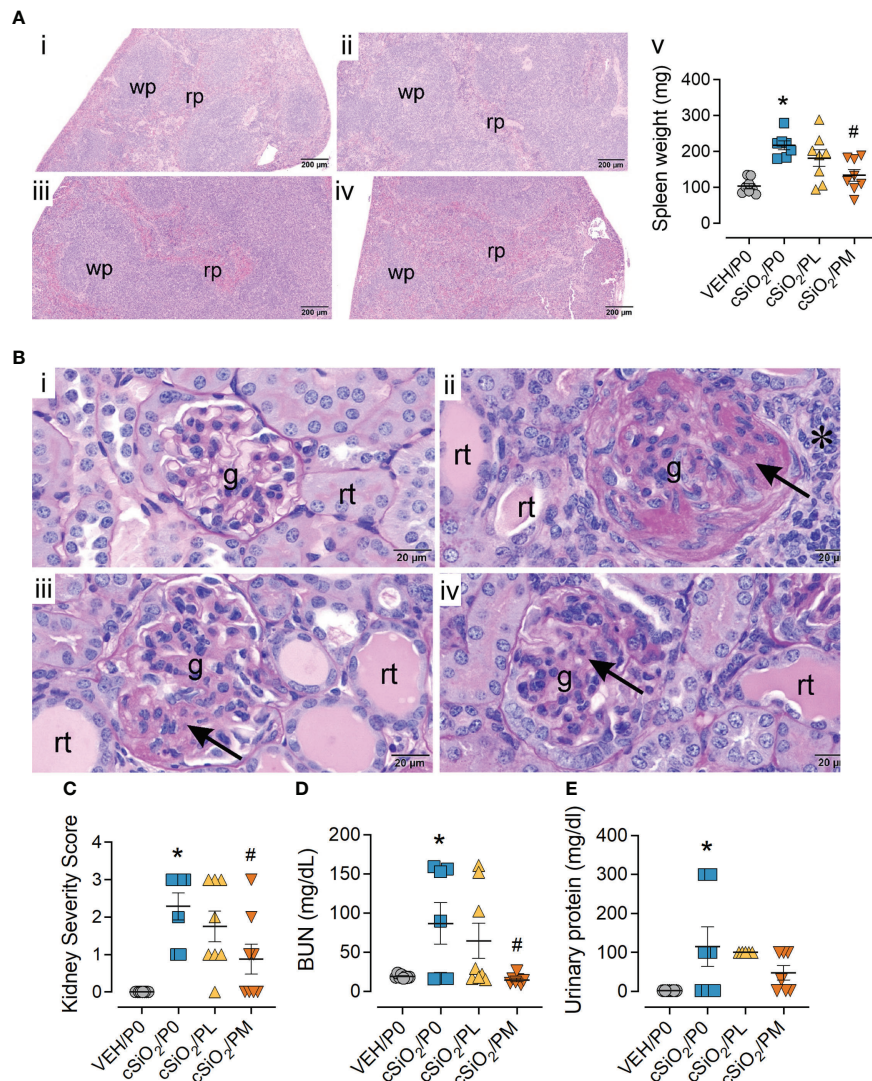 A
i
wp
rp
200 µm
ii
wp
rp
200 µm
iii
wp
rp
200 µm
iv
wp
rp
200 µm
v
Spleen weight (mg)
400
300
200
100
0
*
#
VEH/P0
cSiO₂/P0
cSiO₂/PL
cSiO₂/PM
B
i
g
rt
20 µm
ii
rt
rt
g
*
20 µm
iii
g
rt
rt
20 µm
iv
g
rt
20 µm
C
Kidney Severity Score
4
3
2
1
0
*
#
VEH/P0
cSiO₂/P0
cSiO₂/PL
cSiO₂/PM
D
BUN (mg/dL)
200
150
100
50
0
*
#
VEH/P0
cSiO₂/P0
cSiO₂/PL
cSiO₂/PM
E
Urinary protein (mg/dl)
400
300
200
100
0
*
VEH/P0
cSiO₂/P0
cSiO₂/PL
cSiO₂/PM